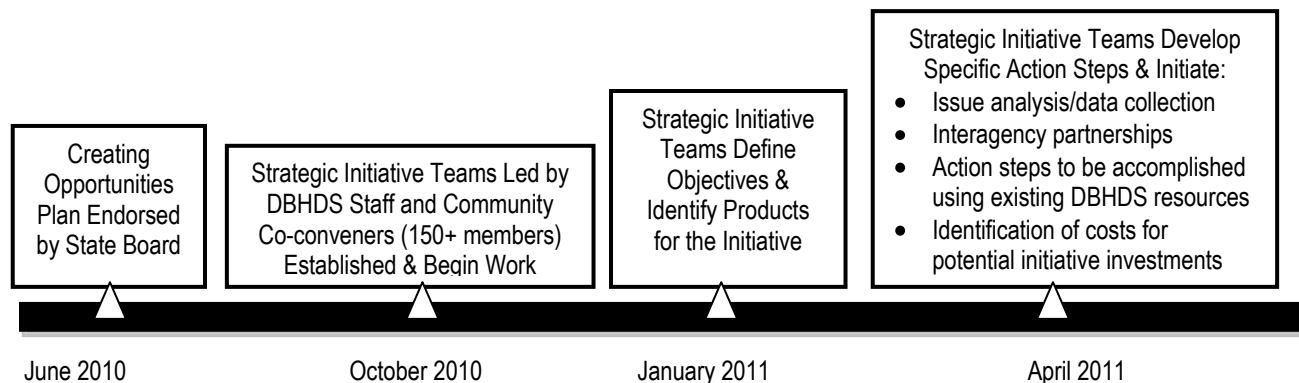 Creating
Opportunities
Plan Endorsed
by State Board
Strategic Initiative Teams Led by
DBHDS Staff and Community
Co-conveners (150+ members)
Established & Begin Work
Strategic Initiative
Teams Define
Objectives &
Identify Products
for the Initiative
Strategic Initiative Teams Develop
Specific Action Steps & Initiate:
• Issue analysis/data collection
• Interagency partnerships
• Action steps to be accomplished
using existing DBHDS resources
• Identification of costs for
potential initiative investments
June 2010
October 2010
January 2011
April 2011